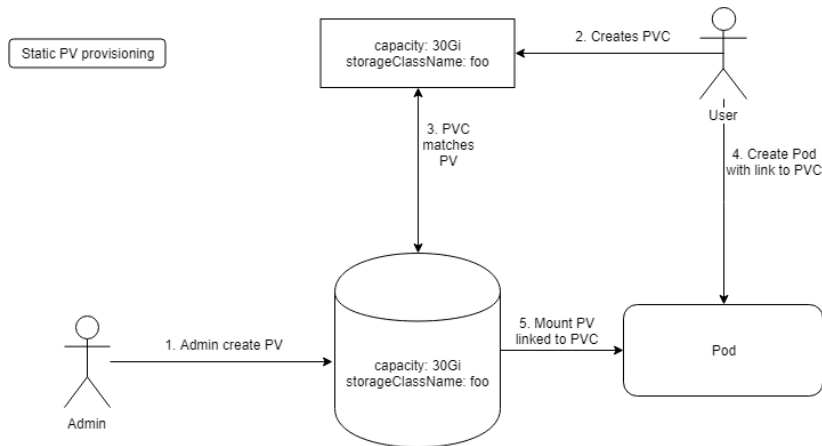 Static PV provisioning
capacity: 30Gi
storageClassName: foo
2. Creates PVC
User
3. PVC
matches
PV
4. Create Pod
with link to PVC
1. Admin create PV
Admin
capacity: 30Gi
storageClassName: foo
5. Mount PV
linked to PVC
Pod